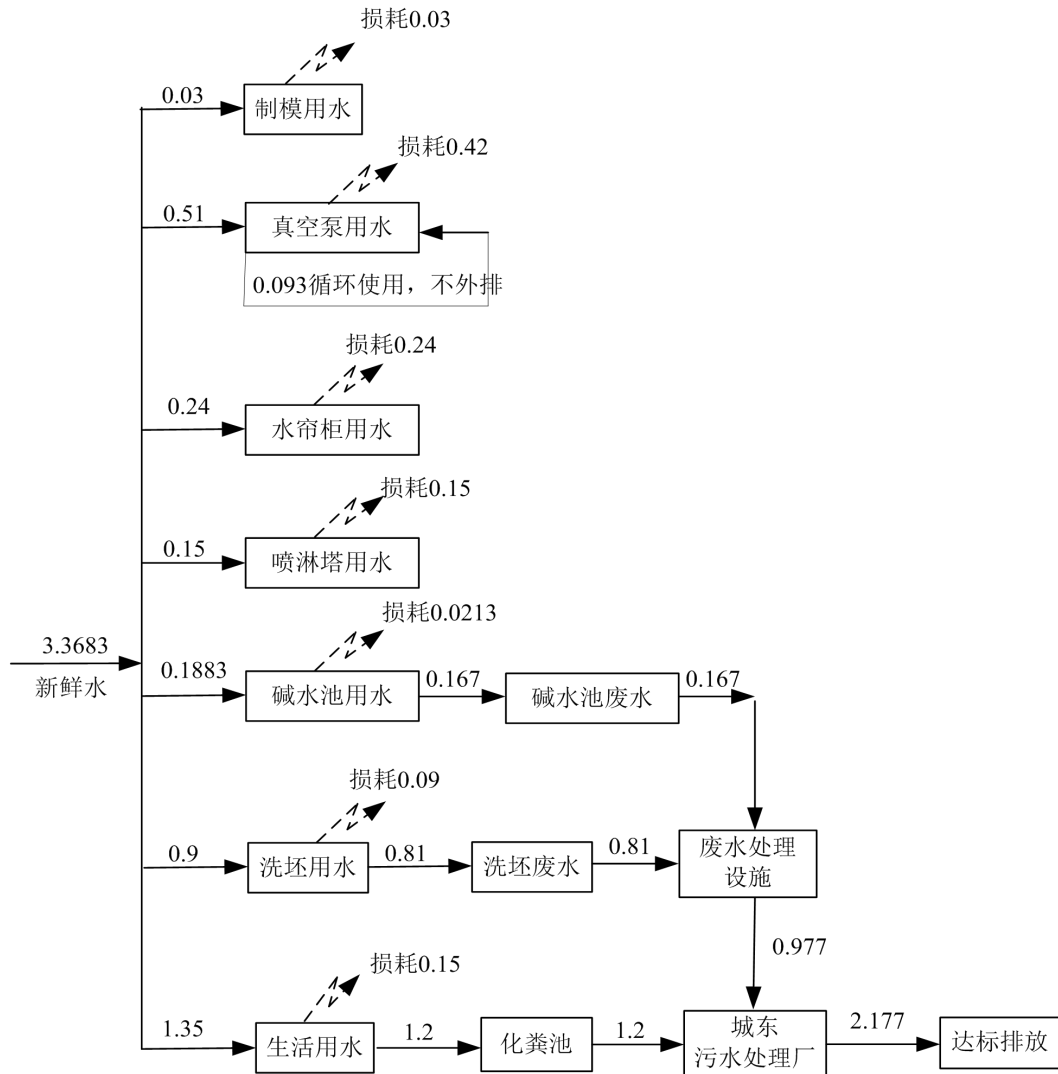 损耗0.03
0.03
制模用水
损耗0.42
0.51
真空泵用水
0.093循环使用，不外排
损耗0.24
0.24
水帘柜用水
损耗0.15
0.15
喷淋塔用水
损耗0.0213
3.3683
新鲜水
0.1883
碱水池用水
0.167
碱水池废水
0.167
损耗0.09
0.9
洗坯用水
0.81
洗坯废水
0.81
废水处理
设施
0.977
损耗0.15
1.35
生活用水
1.2
化粪池
1.2
城东
污水处理厂
2.177
达标排放